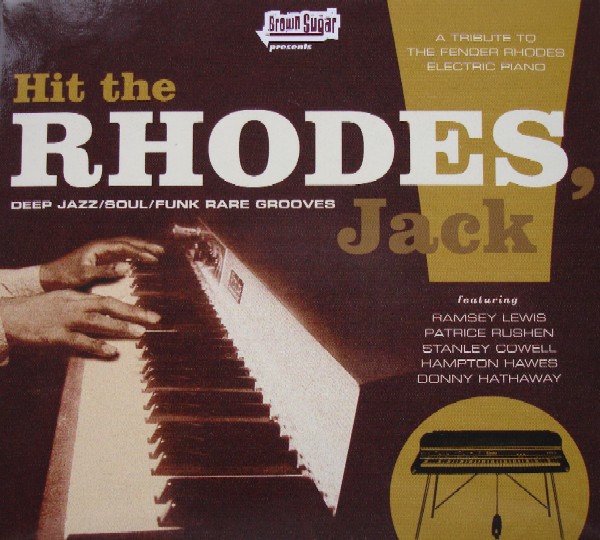 Brown Sugar
presents
A TRIBUTE TO
THE FENDER RHODES
ELECTRIC PIANO
Hit the
RHODES,
DEEP JAZZ/SOUL/FUNK RARE GROOVES
Jack
featuring
RAMSEY LEWIS
PATRICE RUSHEN
STANLEY COWELL
HAMPTON HAWES
DONNY HATHAWAY